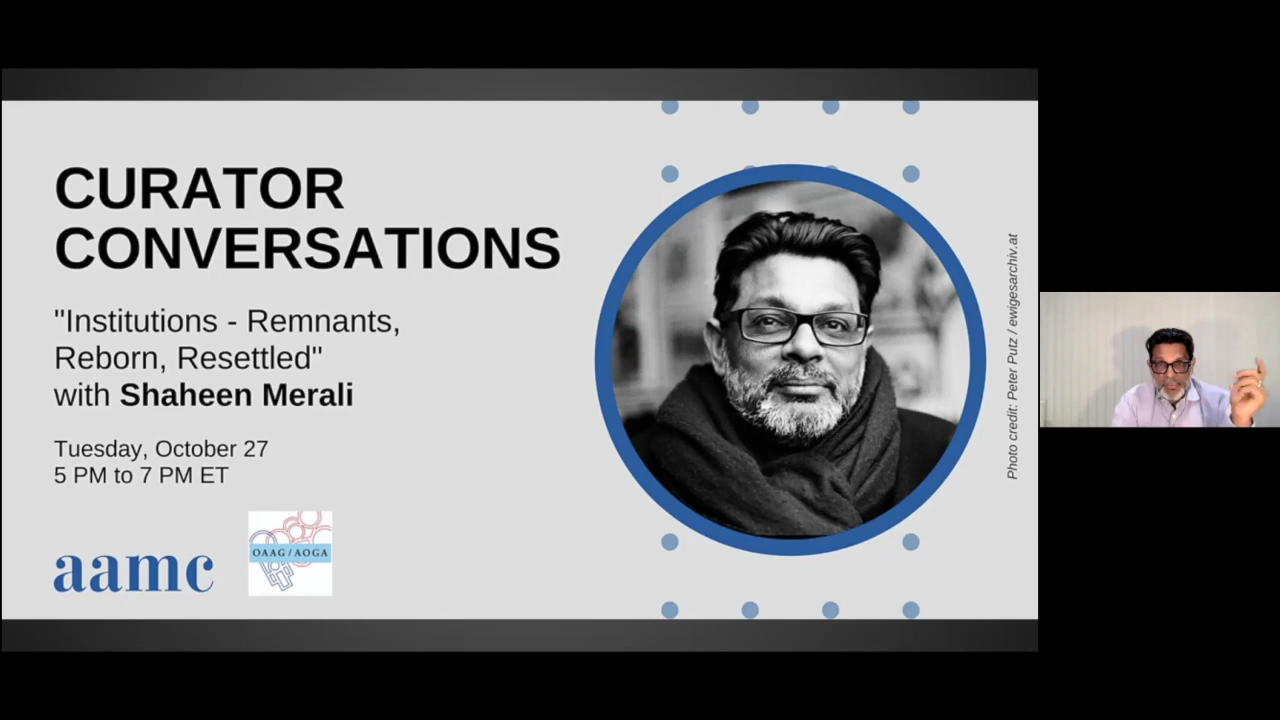 CURATOR
CONVERSATIONS
"Institutions - Remnants,
Reborn, Resettled"
with Shaheen Merali
Tuesday, October 27
5 PM to 7 PM ET
aamc
OAAG / AOGA
Photo credit: Peter Putz / ewigesarchiv.at